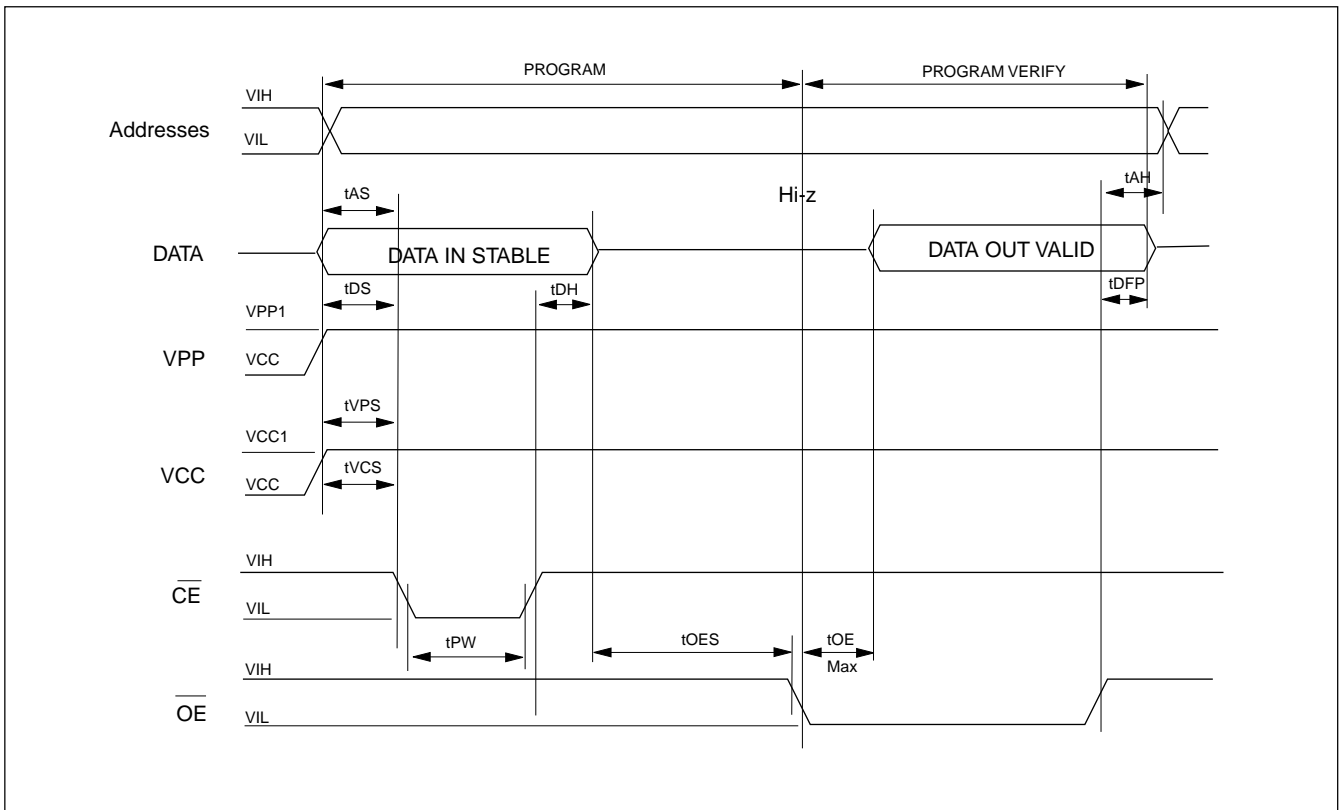 PROGRAM
PROGRAM VERIFY
VIH
Addresses
VIL
tAS
Hi-z
tAH
DATA
DATA IN STABLE
DATA OUT VALID
tDS
tDH
tDFP
VPP1
VPP
VCC
tVPS
VCC1
VCC
tVCS
VCC
VIH
CE
VIL
tPW
tOES
tOE
Max
VIH
OE
VIL